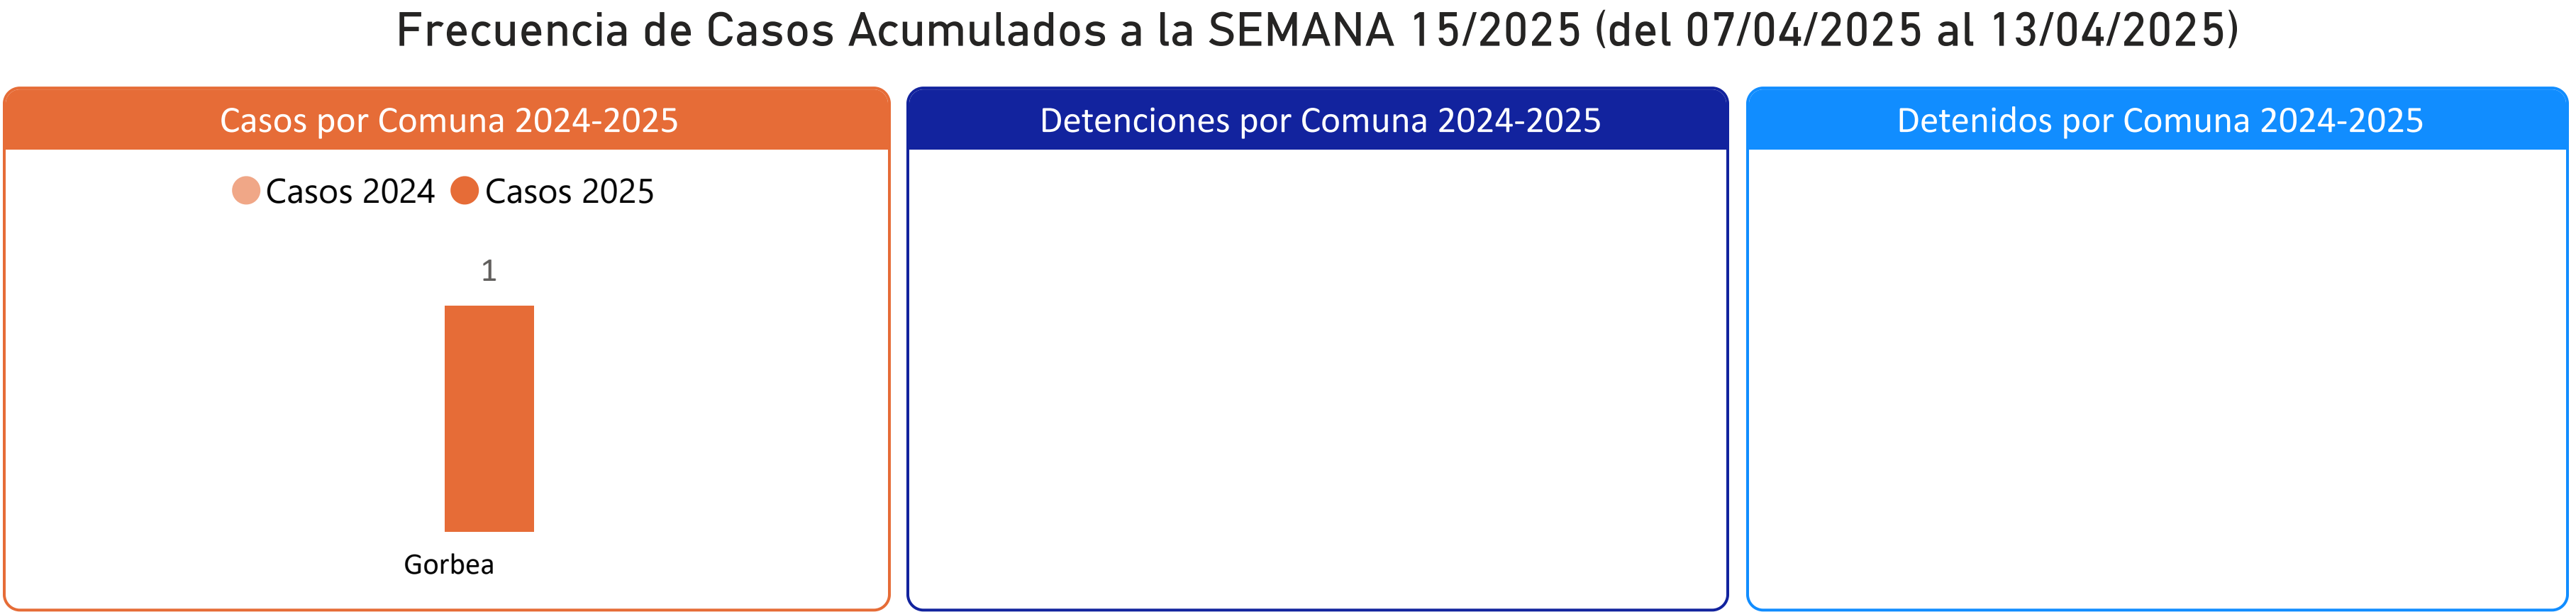 Frecuencia de Casos Acumulados a la SEMANA 15/2025 (del 07/04/2025 al 13/04/2025)
Casos por Comuna 2024-2025
Casos 2024 Casos 2025
1
Gorbea
Detenciones por Comuna 2024-2025
Detenidos por Comuna 2024-2025